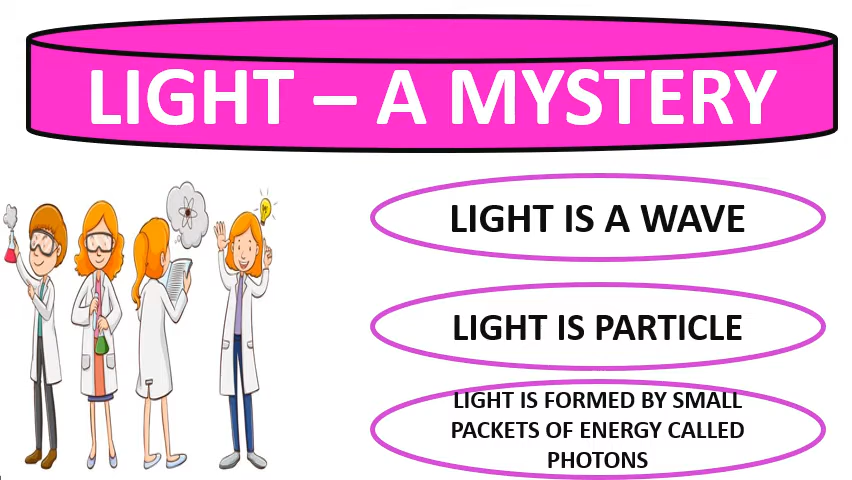 LIGHT – A MYSTERY
LIGHT IS A WAVE
LIGHT IS PARTICLE
LIGHT IS FORMED BY SMALL
PACKETS OF ENERGY CALLED
PHOTONS